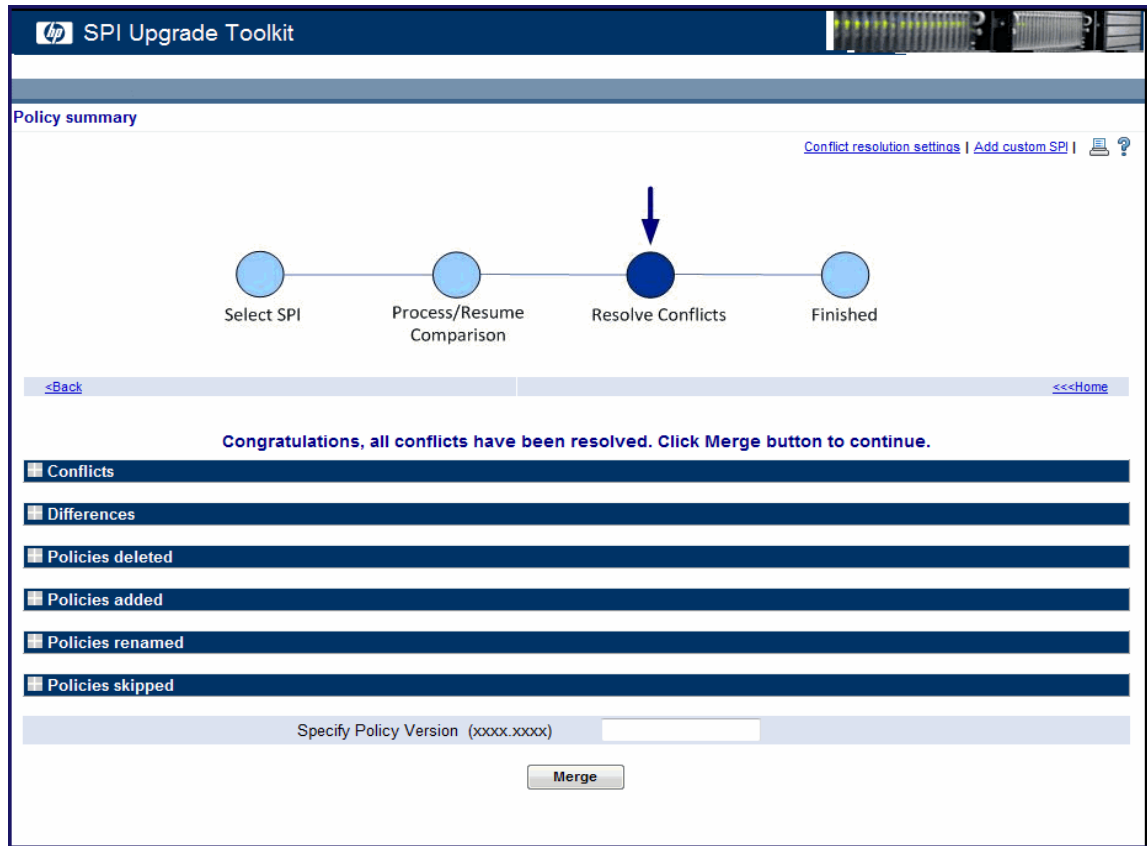 hp SPI Upgrade Toolkit
Policy summary
Conflict resolution settings | Add custom SPI | ?
Select SPI
Process/Resume
Comparison
Resolve Conflicts
Finished
<Back
<<<Home
Congratulations, all conflicts have been resolved. Click Merge button to continue.
Conflicts
Differences
Policies deleted
Policies added
Policies renamed
Policies skipped
Specify Policy Version (xxxx.xxxx)
Merge